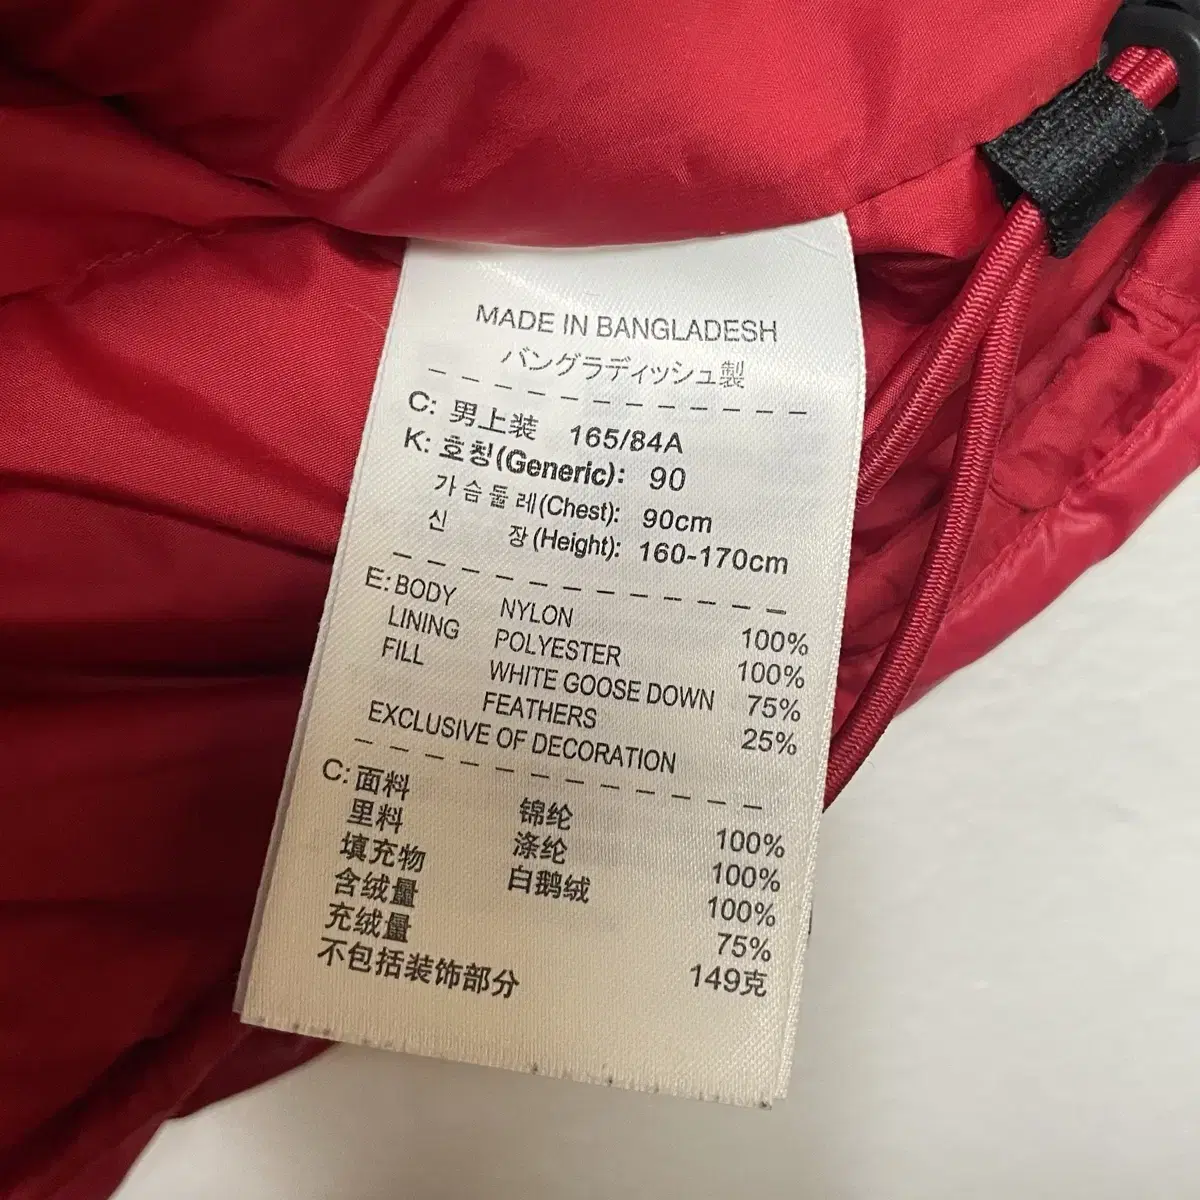 MADE IN BANGLADESH
バングラディッシュ製
C: 男上装 165/84A
K: 호칭(Generic): 90
가슴둘레(Chest): 90cm
신 장(Height): 160-170cm
E: BODY NYLON 100%
LINING POLYESTER 100%
FILL WHITE GOOSE DOWN 75%
FEATHERS 25%
EXCLUSIVE OF DECORATION
C: 面料 锦纶 100%
里料 涤纶 100%
填充物 白鹅绒 100%
含绒量 75%
充绒量 149克
不包括装饰部分